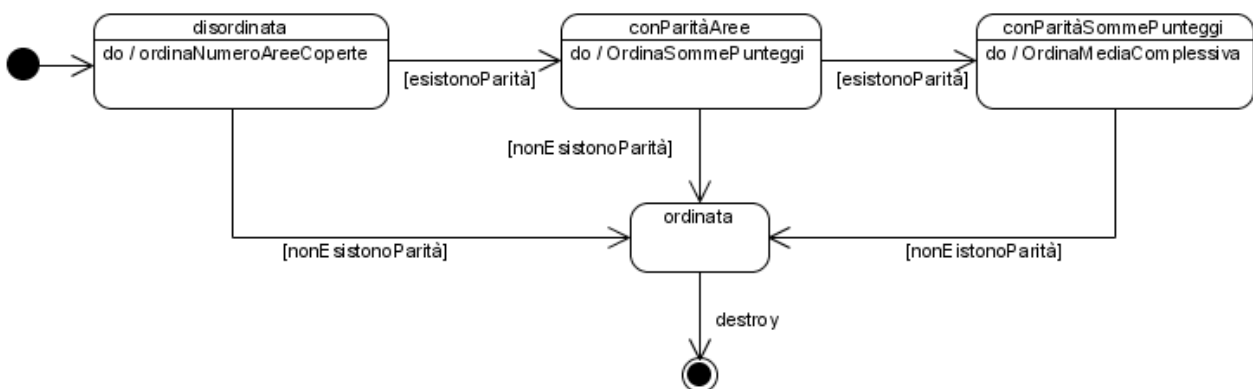 disordinata
do / ordinaNumeroAreeCoperte
[esistonoParità]
conParitàAree
do / OrdinaSommePunteggi
[esistonoParità]
conParitàSommePunteggi
do / OrdinaMediaComplessiva
[nonEsistonoParità]
ordinata
[nonEsistonoParità]
[nonEistonoParità]
destroy